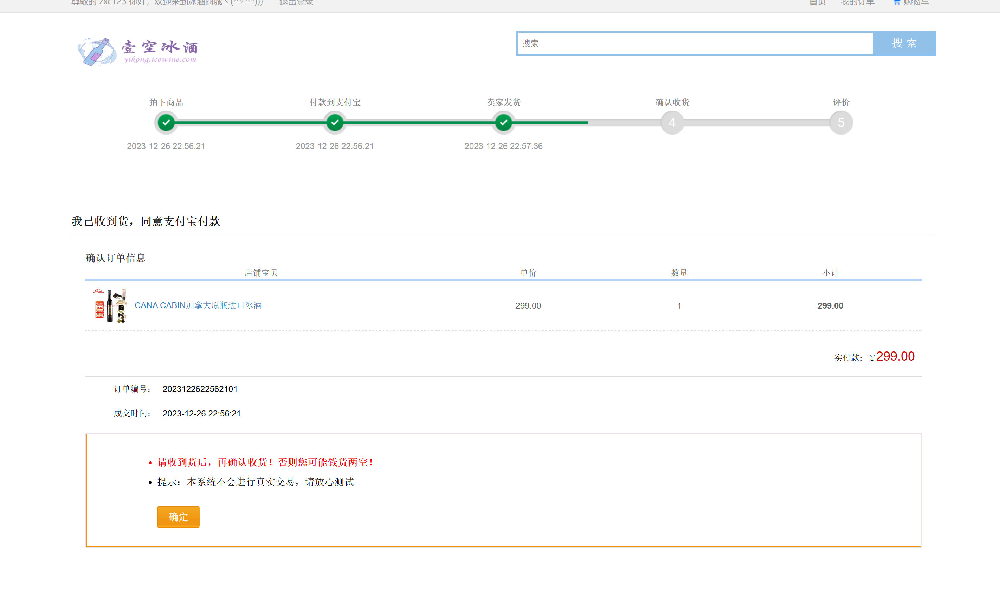 尊敬的 zxc123 你好，欢迎来到冰酒商城ヾ(^▽^*))) 退出登录 首页 我的订单 购物车
壹空冰酒
yikong.icewine.com
搜索 搜 索
拍下商品 付款到支付宝 卖家发货 确认收货 评价
4 5
2023-12-26 22:56:21 2023-12-26 22:56:21 2023-12-26 22:57:36
我已收到货，同意支付宝付款
确认订单信息
店铺宝贝 单价 数量 小计
减40
CANA CABIN加拿大原瓶进口冰酒 299.00 1 299.00
实付款：￥299.00
订单编号： 2023122622562101
成交时间： 2023-12-26 22:56:21
• 请收到货后，再确认收货！否则您可能钱货两空！
• 提示：本系统不会进行真实交易，请放心测试
确定